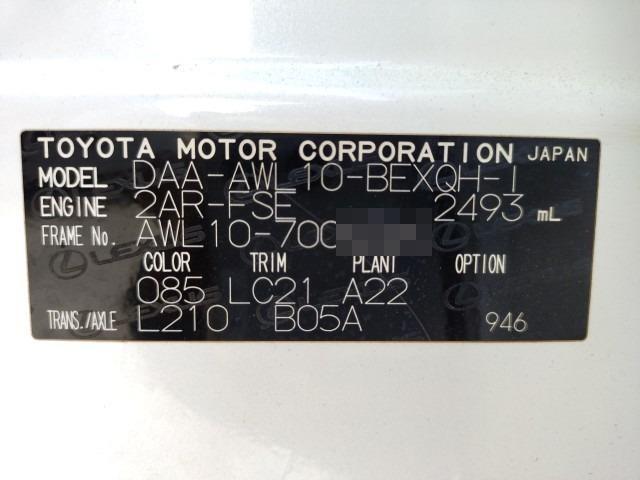 TOYOTA MOTOR CORPORATION JAPAN
MODEL DAA-AWL10-BEXQH-I
ENGINE 2AR-FSE 2493 mL
FRAME No. AWL10-700
COLOR TRIM PLANT OPTION
085 LC21 A22
TRANS./AXLE L210 B05A 946